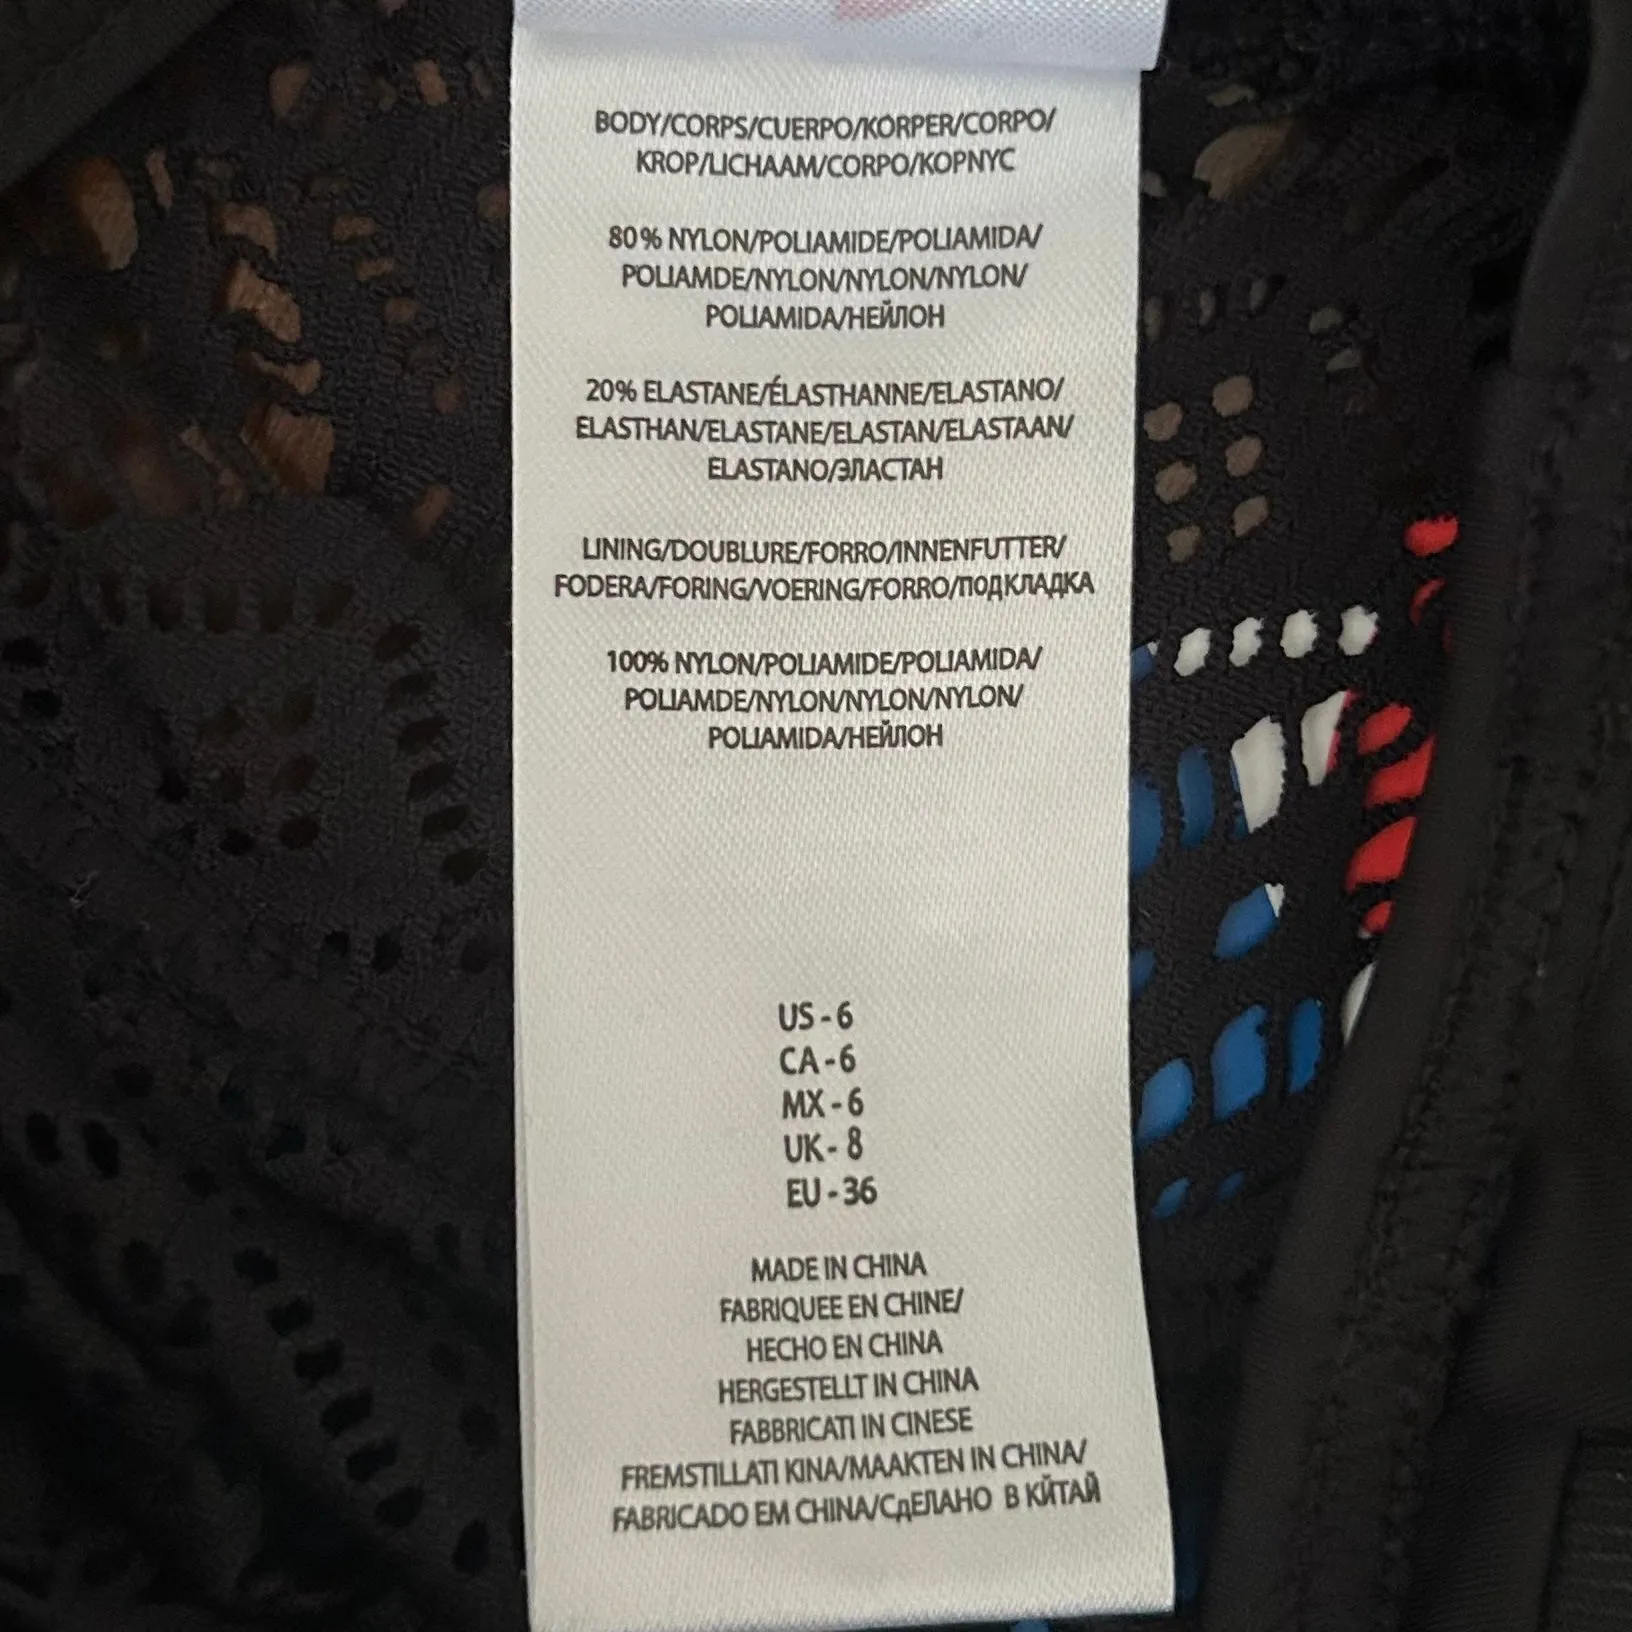 BODY/CORPS/CUERPO/KÖRPER/CORPO/
KROP/LICHAAM/CORPO/KOPNYC
80% NYLON/POLIAMIDE/POLIAMIDA/
POLIAMDE/NYLON/NYLON/NYLON/
POLIAMIDA/НЕЙЛОН
20% ELASTANE/ÉLASTHANNE/ELASTANO/
ELASTHAN/ELASTANE/ELASTAN/ELASTAAN/
ELASTANO/ЭЛАСТАН
LINING/DOUBLURE/FORRO/INNENFUTTER/
FODERA/FORING/VOERING/FORRO/ПОДКЛАДКА
100% NYLON/POLIAMIDE/POLIAMIDA/
POLIAMDE/NYLON/NYLON/NYLON/
POLIAMIDA/НЕЙЛОН
US - 6
CA - 6
MX - 6
UK - 8
EU - 36
MADE IN CHINA
FABRIQUEE EN CHINE/
HECHO EN CHINA
HERGESTELLT IN CHINA
FABBRICATI IN CINESE
FREMSTILLATI KINA/MAAKTEN IN CHINA/
FABRICADO EM CHINA/СдЕЛАНО В КЙТАЙ